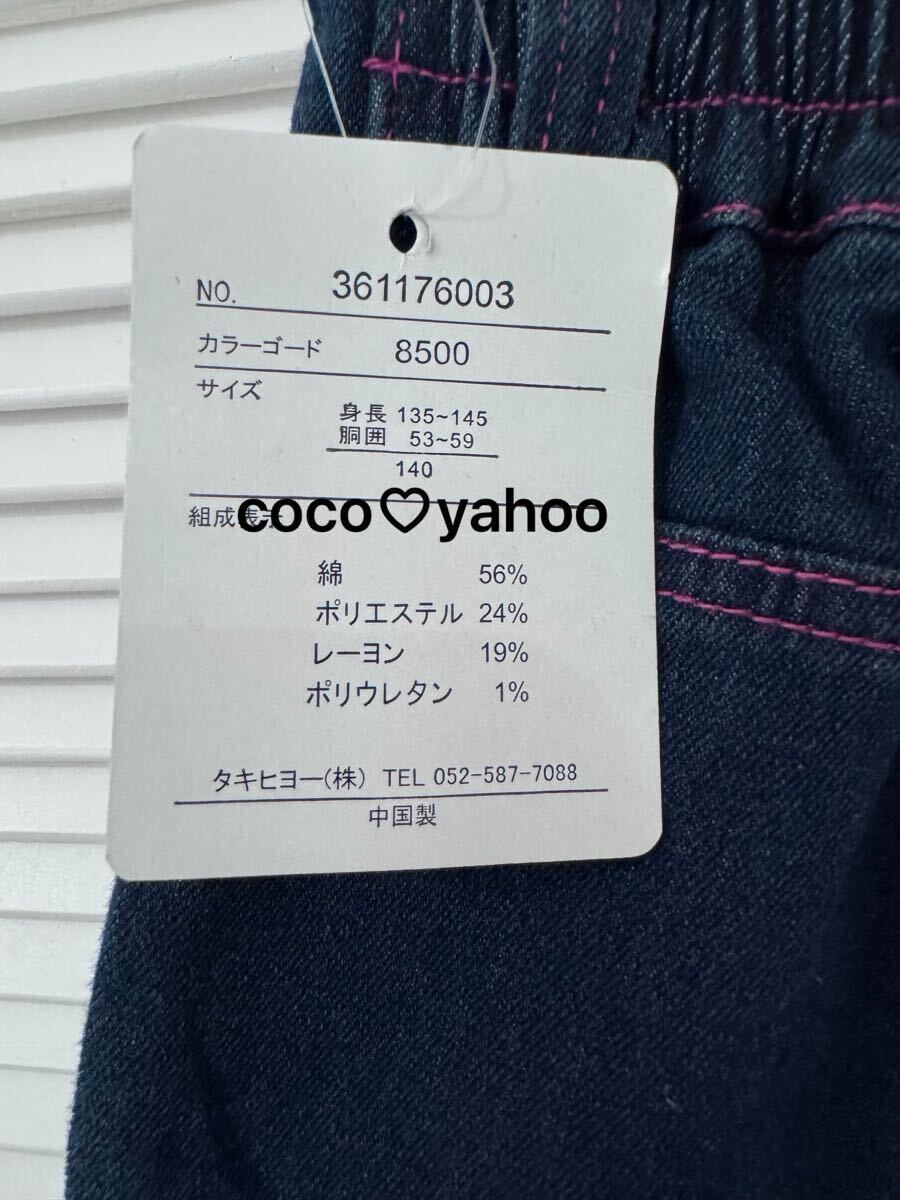 NO. 361176003
カラーゴード 8500
サイズ
身長 135~145
胴囲 53~59
140
組成表示
coco♡yahoo
綿 56%
ポリエステル 24%
レーヨン 19%
ポリウレタン 1%
タキヒヨー(株) TEL 052-587-7088
中国製